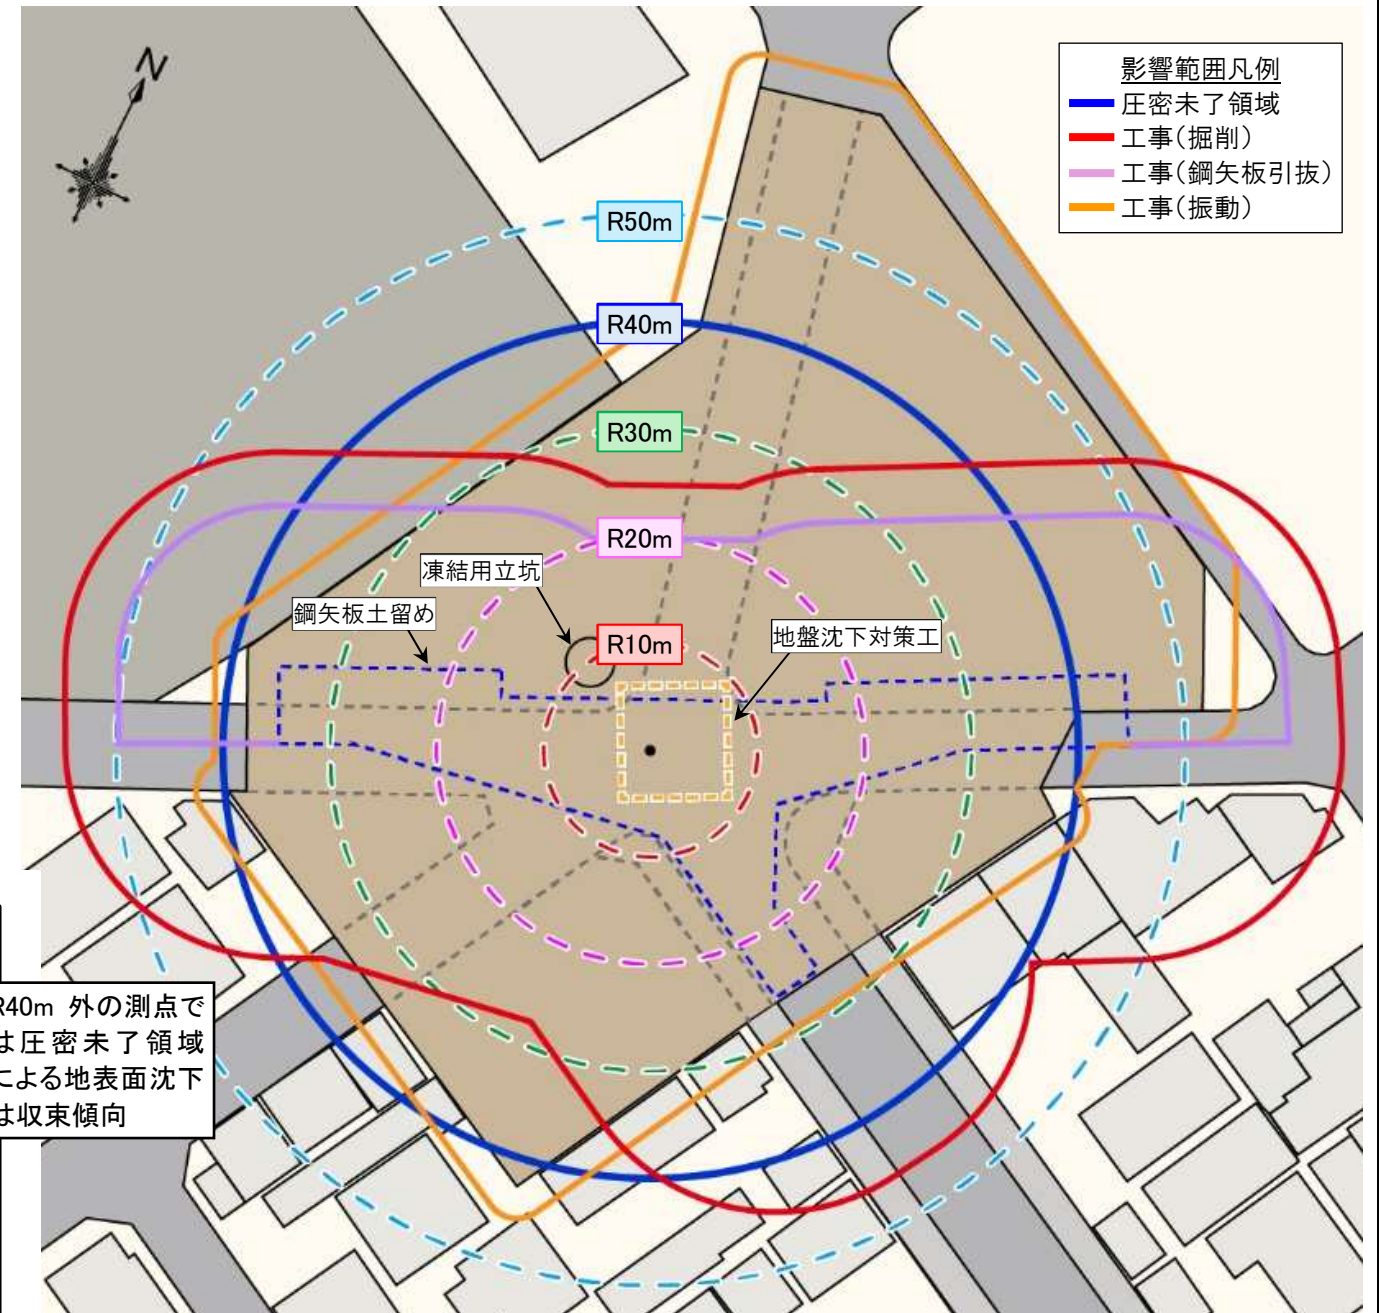 N
影響範囲凡例
圧密未了領域
工事(掘削)
工事(鋼矢板引抜)
工事(振動)
R50m
R40m
R30m
R20m
凍結用立坑
鋼矢板土留め
R10m
地盤沈下対策工
R40m 外の測点で
は圧密未了領域
による地表面沈下
は収束傾向